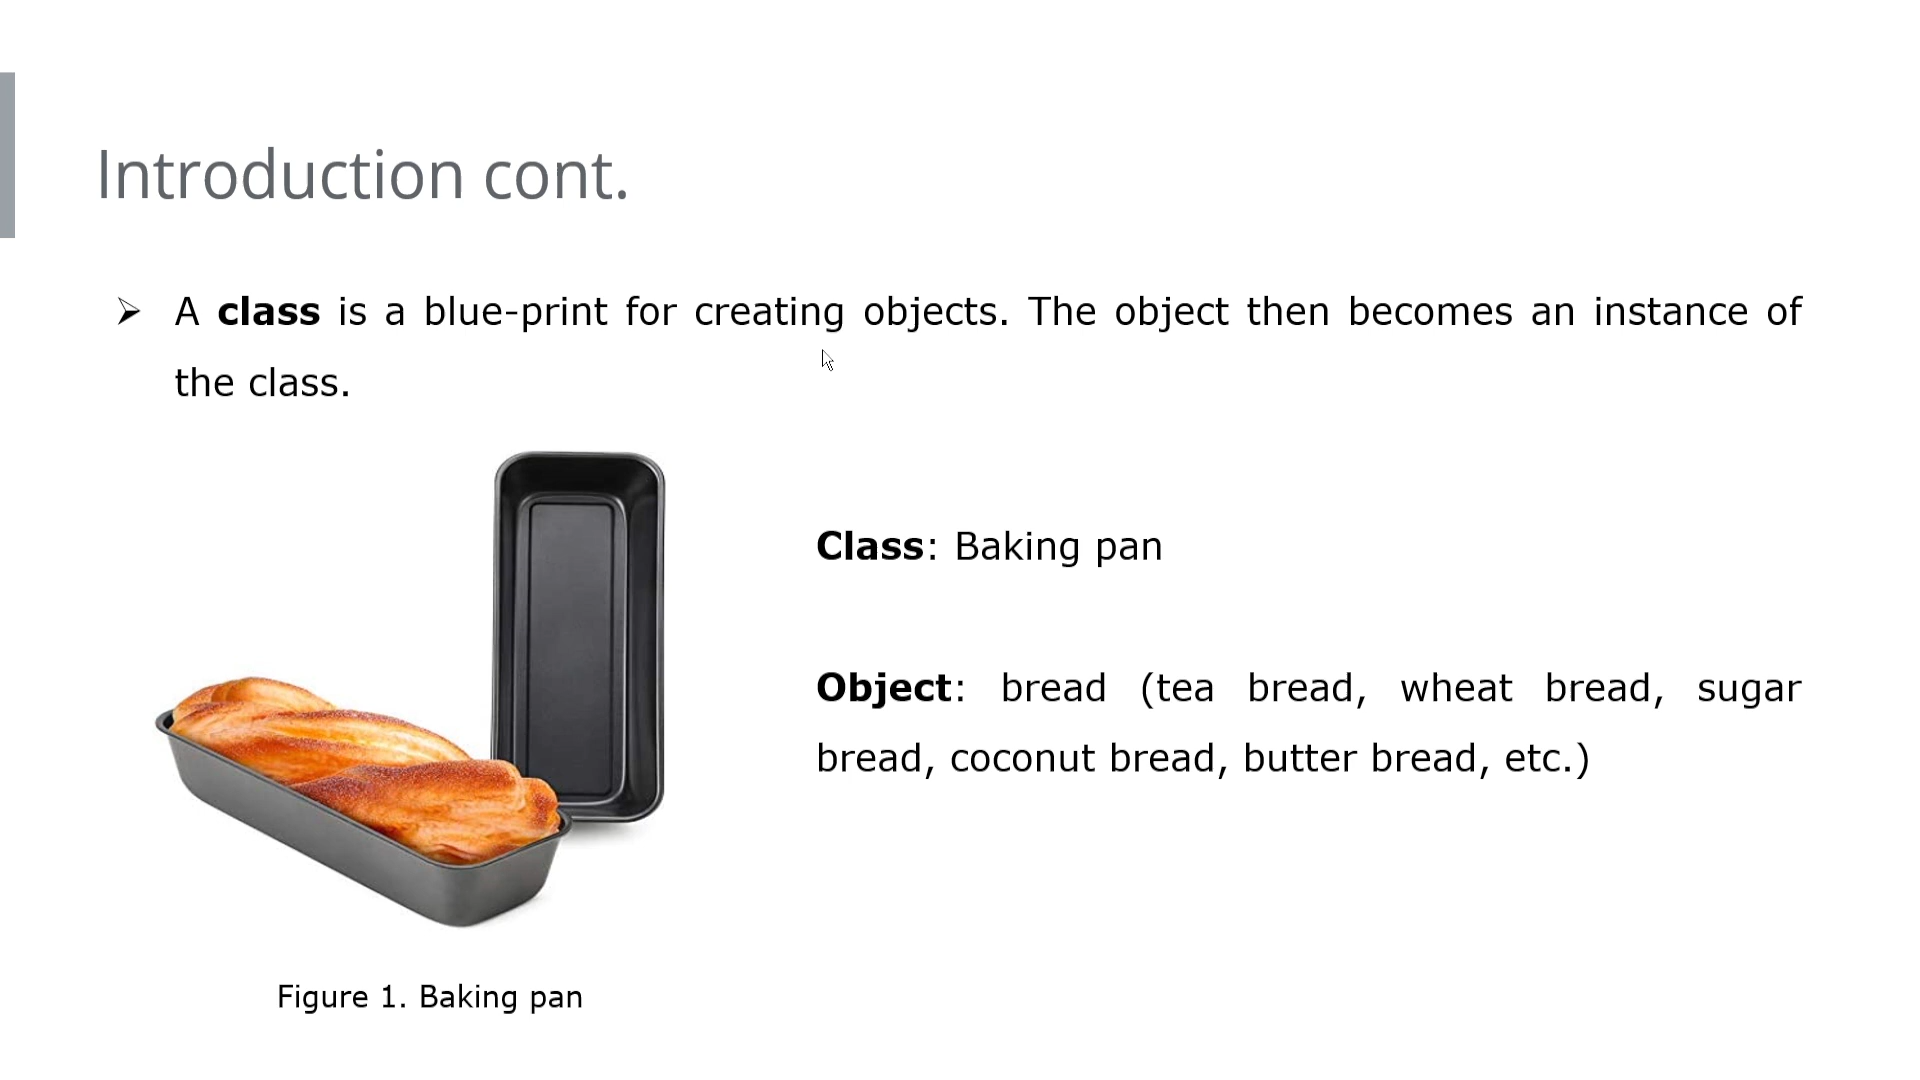 Introduction cont.
➢ A class is a blue-print for creating objects. The object then becomes an instance of
the class.
Class: Baking pan
Object: bread (tea bread, wheat bread, sugar
bread, coconut bread, butter bread, etc.)
Figure 1. Baking pan